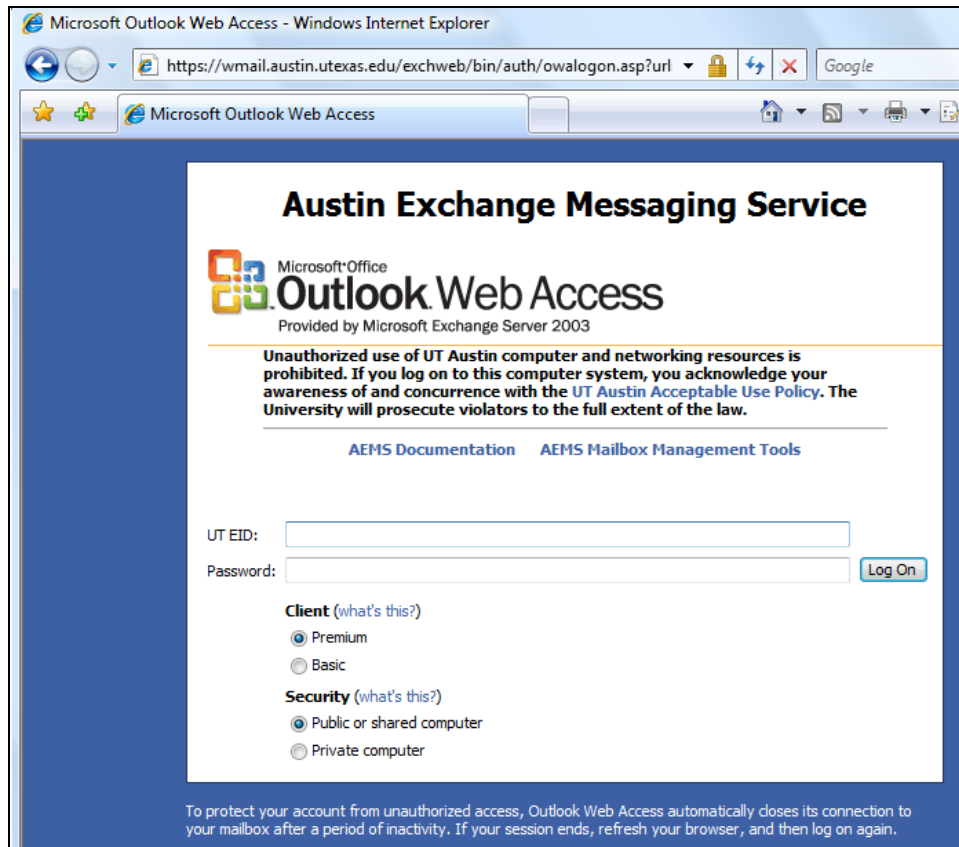 Microsoft Outlook Web Access - Windows Internet Explorer
https://wmail.austin.utexas.edu/exchweb/bin/auth/owalogon.asp?url
Google
Microsoft Outlook Web Access
Austin Exchange Messaging Service
Microsoft Office
Outlook Web Access
Provided by Microsoft Exchange Server 2003
Unauthorized use of UT Austin computer and networking resources is
prohibited. If you log on to this computer system, you acknowledge your
awareness of and concurrence with the UT Austin Acceptable Use Policy. The
University will prosecute violators to the full extent of the law.
AEMS Documentation AEMS Mailbox Management Tools
UT EID:
Password:
Log On
Client (what's this?)
Premium
Basic
Security (what's this?)
Public or shared computer
Private computer
To protect your account from unauthorized access, Outlook Web Access automatically closes its connection to
your mailbox after a period of inactivity. If your session ends, refresh your browser, and then log on again.